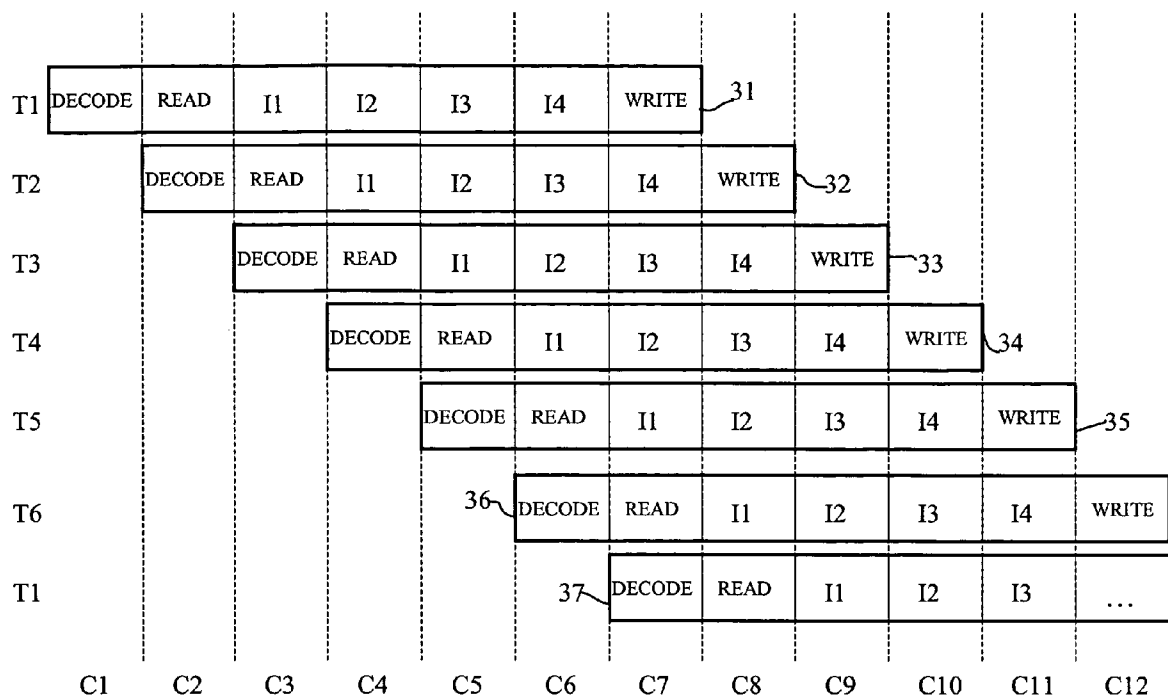 T1 DECODE READ I1 I2 I3 I4 WRITE 31
T2 DECODE READ I1 I2 I3 I4 WRITE 32
T3 DECODE READ I1 I2 I3 I4 WRITE 33
T4 DECODE READ I1 I2 I3 I4 WRITE 34
T5 DECODE READ I1 I2 I3 I4 WRITE 35
T6 36 DECODE READ I1 I2 I3 I4 WRITE
T1 37 DECODE READ I1 I2 I3 ...
C1 C2 C3 C4 C5 C6 C7 C8 C9 C10 C11 C12